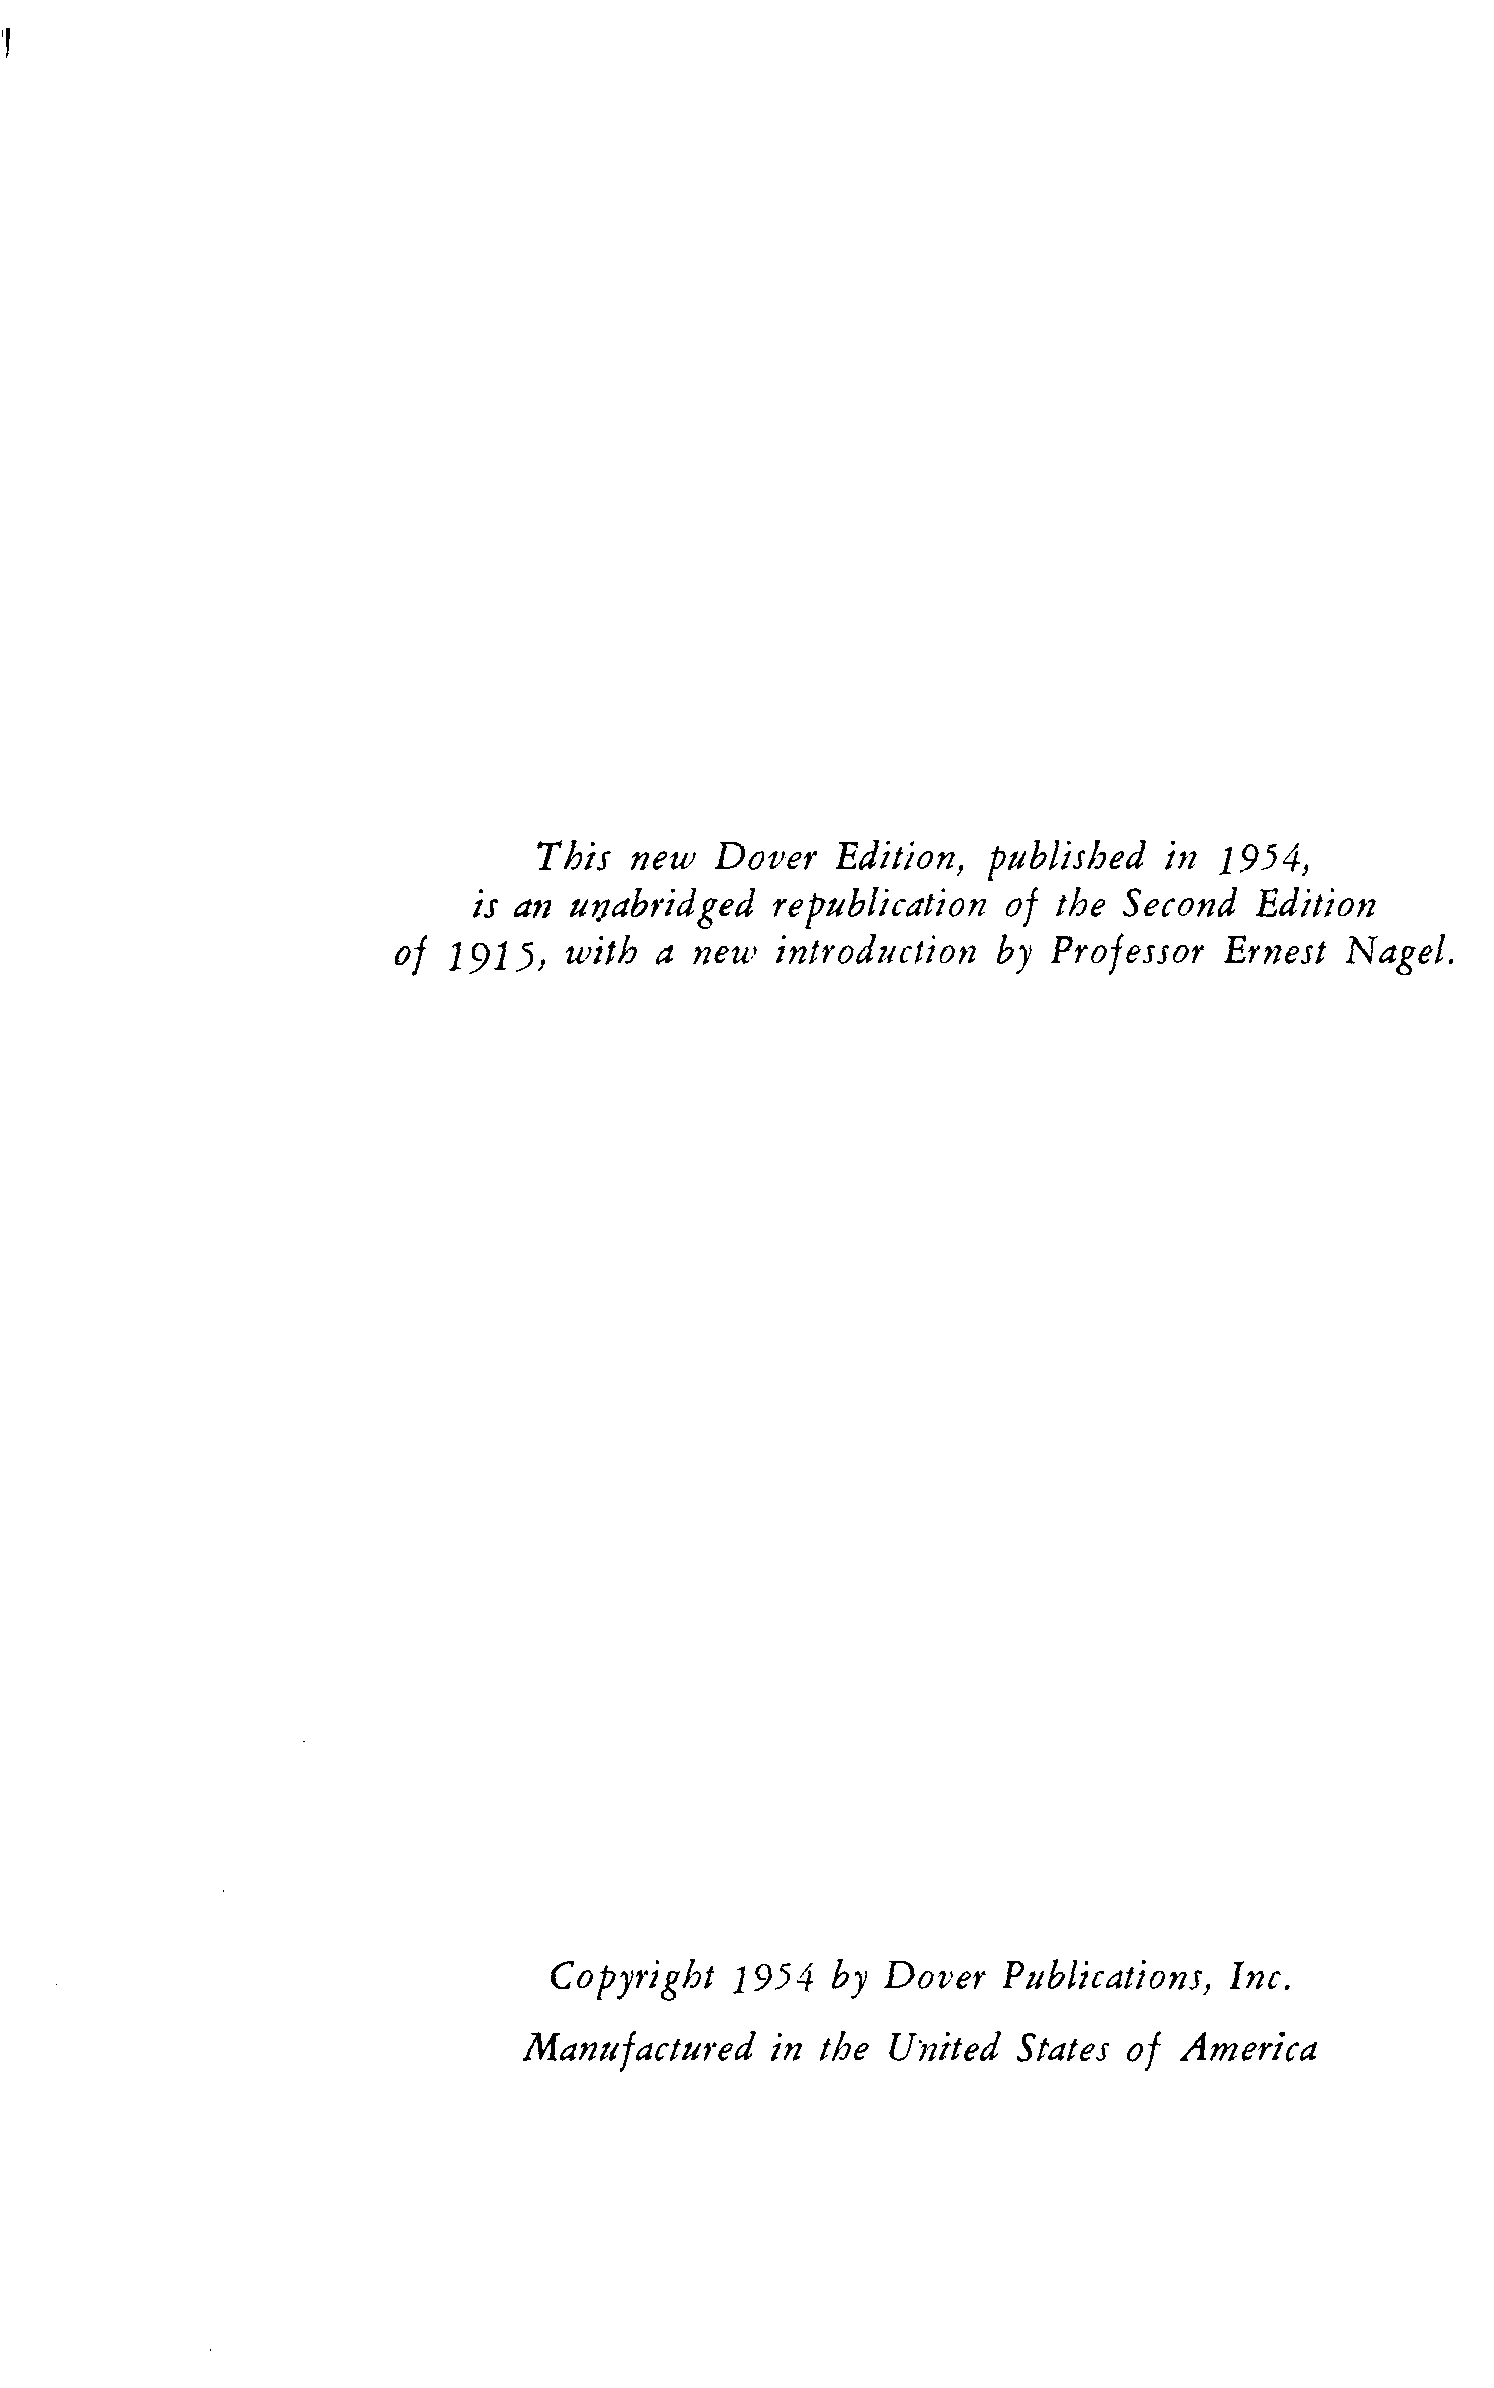 This new Dover Edition, published in 1954,
is an unabridged republication of the Second Edition
of 1915, with a new introduction by Professor Ernest Nagel.
Copyright 1954 by Dover Publications, Inc.
Manufactured in the United States of America